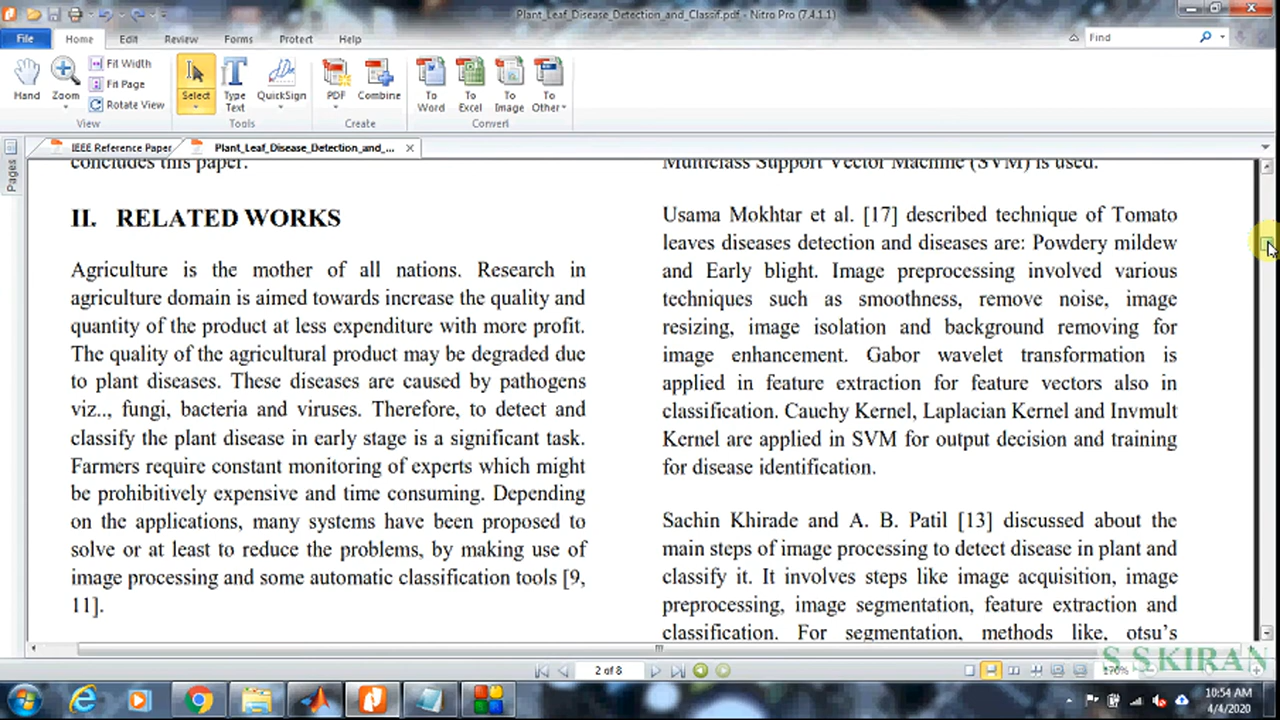 Plant_Leaf_Disease_Detection_and_Classif.pdf - Nitro Pro (7.4.1.1)
File Home Edit Review Forms Protect Help
Find
Hand
Zoom
Fit Width
Fit Page
Rotate View
View
Select
Type Text
QuickSign
Tools
PDF
Combine
Create
To Word
To Excel
To Image
To Other
Convert
IEEE Reference Paper
Plant_Leaf_Disease_Detection_and_...
Pages
concludes this paper.
II. RELATED WORKS
Agriculture is the mother of all nations. Research in
agriculture domain is aimed towards increase the quality and
quantity of the product at less expenditure with more profit.
The quality of the agricultural product may be degraded due
to plant diseases. These diseases are caused by pathogens
viz.., fungi, bacteria and viruses. Therefore, to detect and
classify the plant disease in early stage is a significant task.
Farmers require constant monitoring of experts which might
be prohibitively expensive and time consuming. Depending
on the applications, many systems have been proposed to
solve or at least to reduce the problems, by making use of
image processing and some automatic classification tools [9,
11].
Multiclass Support Vector Machine (SVM) is used.
Usama Mokhtar et al. [17] described technique of Tomato
leaves diseases detection and diseases are: Powdery mildew
and Early blight. Image preprocessing involved various
techniques such as smoothness, remove noise, image
resizing, image isolation and background removing for
image enhancement. Gabor wavelet transformation is
applied in feature extraction for feature vectors also in
classification. Cauchy Kernel, Laplacian Kernel and Invmult
Kernel are applied in SVM for output decision and training
for disease identification.
Sachin Khirade and A. B. Patil [13] discussed about the
main steps of image processing to detect disease in plant and
classify it. It involves steps like image acquisition, image
preprocessing, image segmentation, feature extraction and
classification. For segmentation, methods like, otsu's
2 of 8
S S KIRAN
10:54 AM
4/4/2020